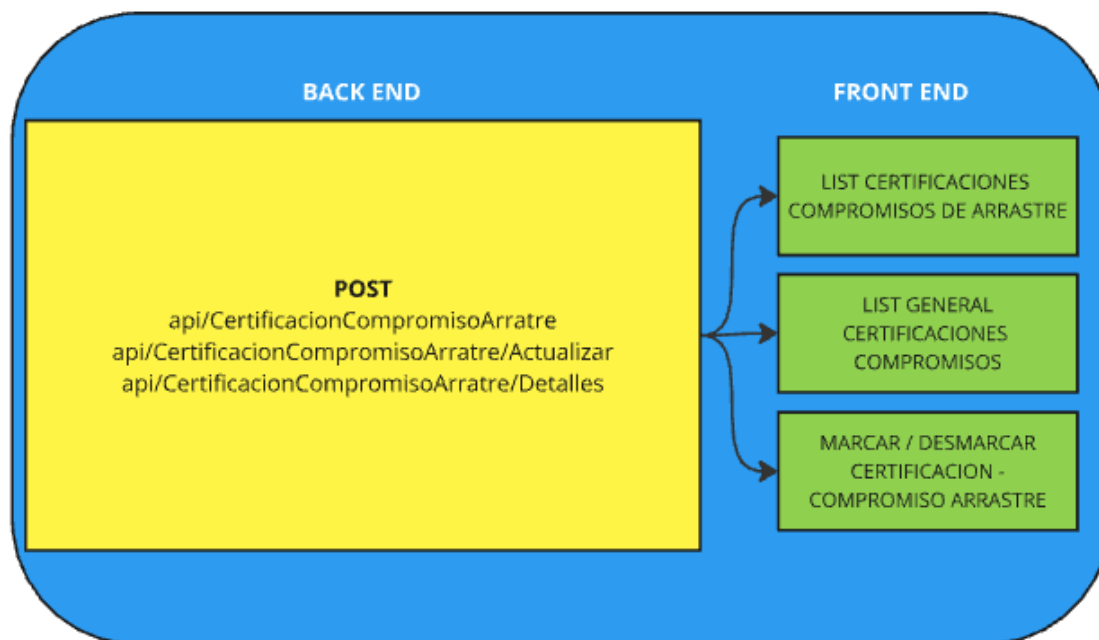 BACK END
FRONT END
POST
api/CertificacionCompromisoArratre
api/CertificacionCompromisoArratre/Actualizar
api/CertificacionCompromisoArratre/Detalles
LIST CERTIFICACIONES
COMPROMISOS DE ARRASTRE
LIST GENERAL
CERTIFICACIONES
COMPROMISOS
MARCAR / DESMARCAR
CERTIFICACION -
COMPROMISO ARRASTRE